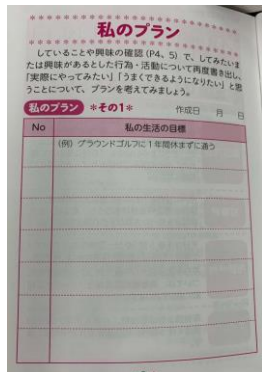 私のプラン
していることや興味の確認（P4、5）で、してみたいま
たは興味があるとした行為・活動について再度書き出し、
「実際にやってみたい」「うまくできるようになりたい」と思
うことについて、プランを考えてみましょう。
私のプラン ＊その1＊ 作成日　月　日
No 私の生活の目標
（例）グラウンドゴルフに1年間休まずに通う